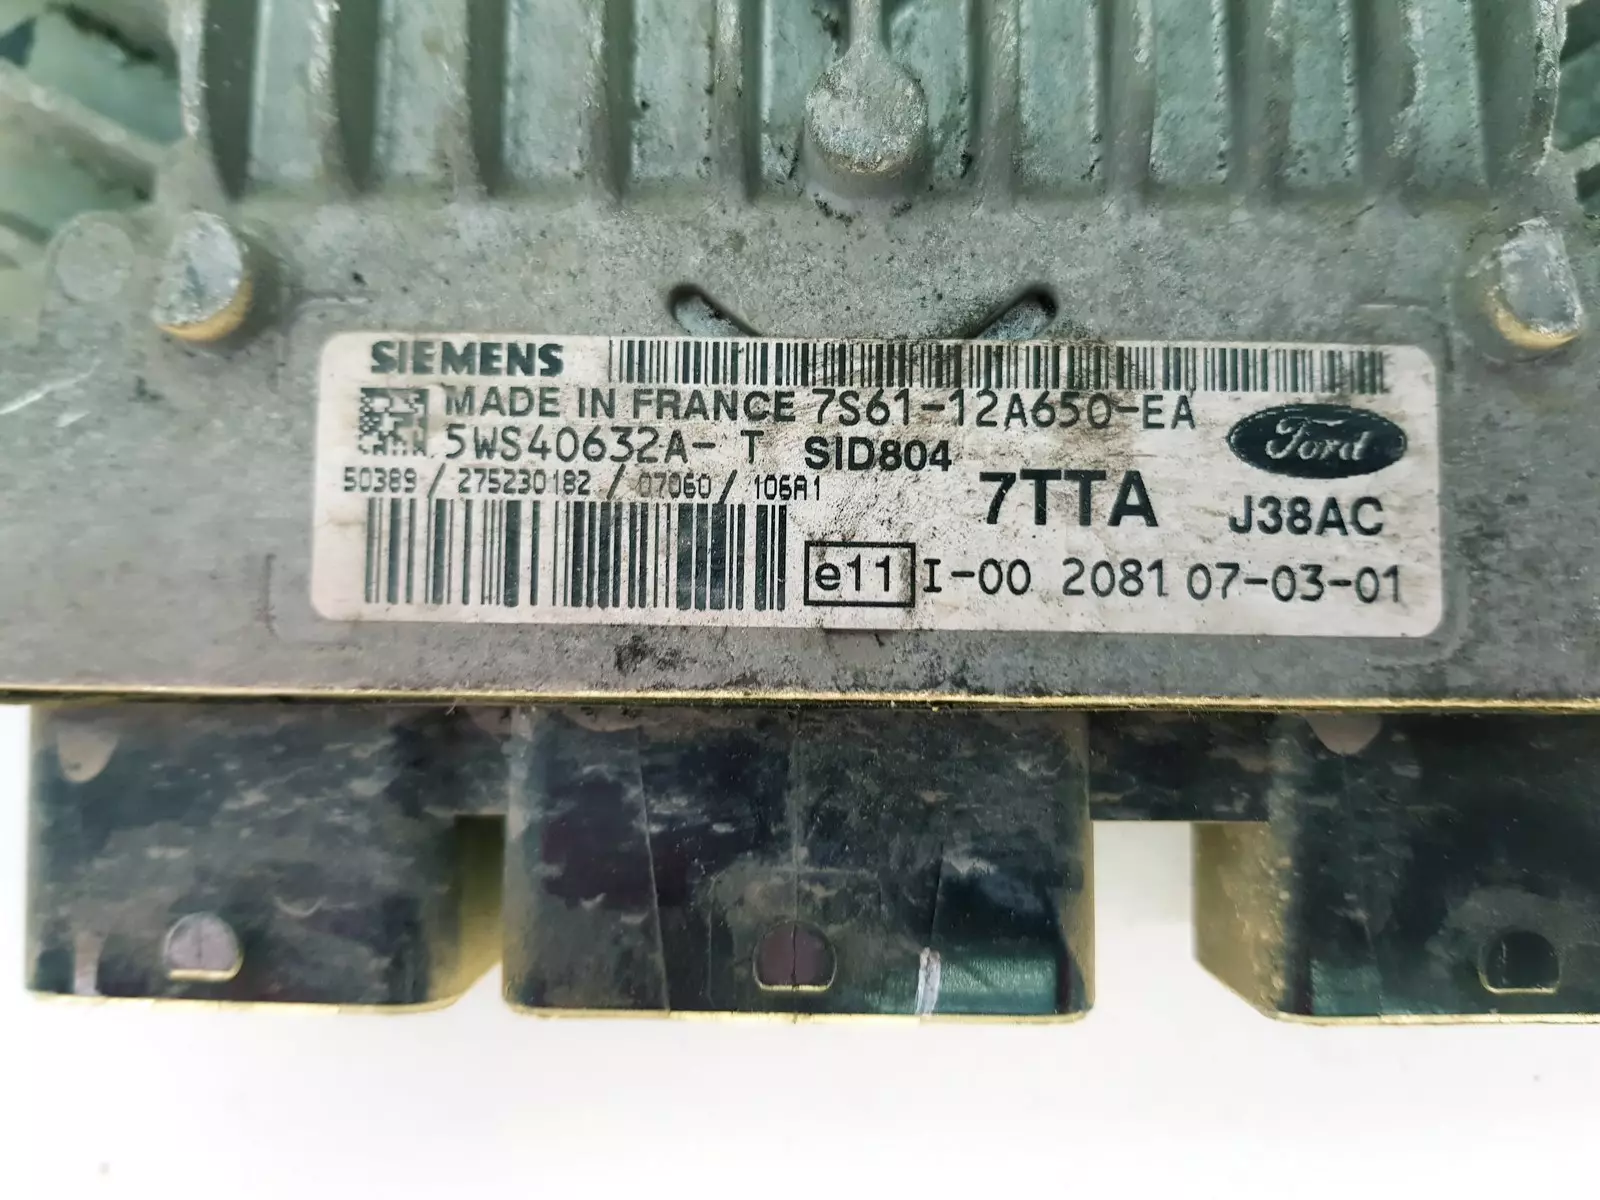 SIEMENS
MADE IN FRANCE 7S61-12A650-EA
5WS40632A- T SID804
Ford
50389 / 275230182 / 07060 / 106A1
7TTA J38AC
e11 I-00 2081 07-03-01